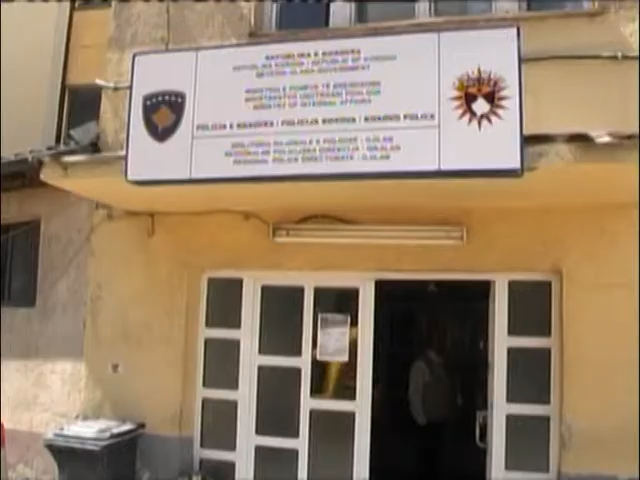 REPUBLIKA E KOSOVËS
REPUBLIKA KOSOVA / REPUBLIC OF KOSOVO
QEVERIA-VLADA-GOVERNMENT
MINISTRIA E PUNËVE TË BRENDSHME
MINISTARSTVO UNUTRAŠNJIH POSLOVA
MINISTRY OF INTERNAL AFFAIRS
POLICIA E KOSOVËS / POLICIJA KOSOVA / KOSOVO POLICE
DREJTORIA RAJONALE E POLICISË - GJILAN
REGIONALNA POLICIJSKA DIREKCIJA - GNJILANE
REGIONAL POLICE DIRECTORATE - GJILAN